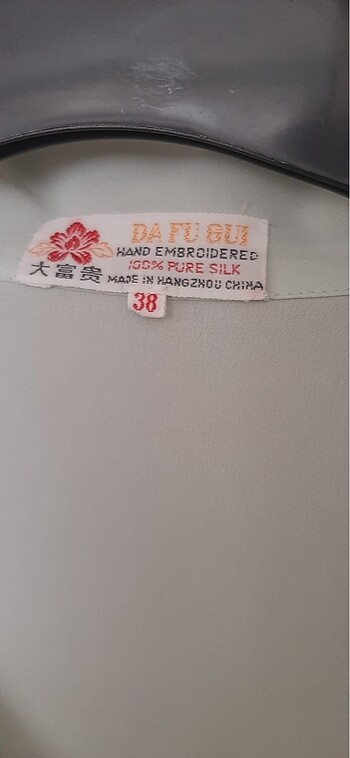 DA FU GUI
HAND EMBROIDERED
100% PURE SILK
大富贵 MADE IN HANGZHOU CHINA
38